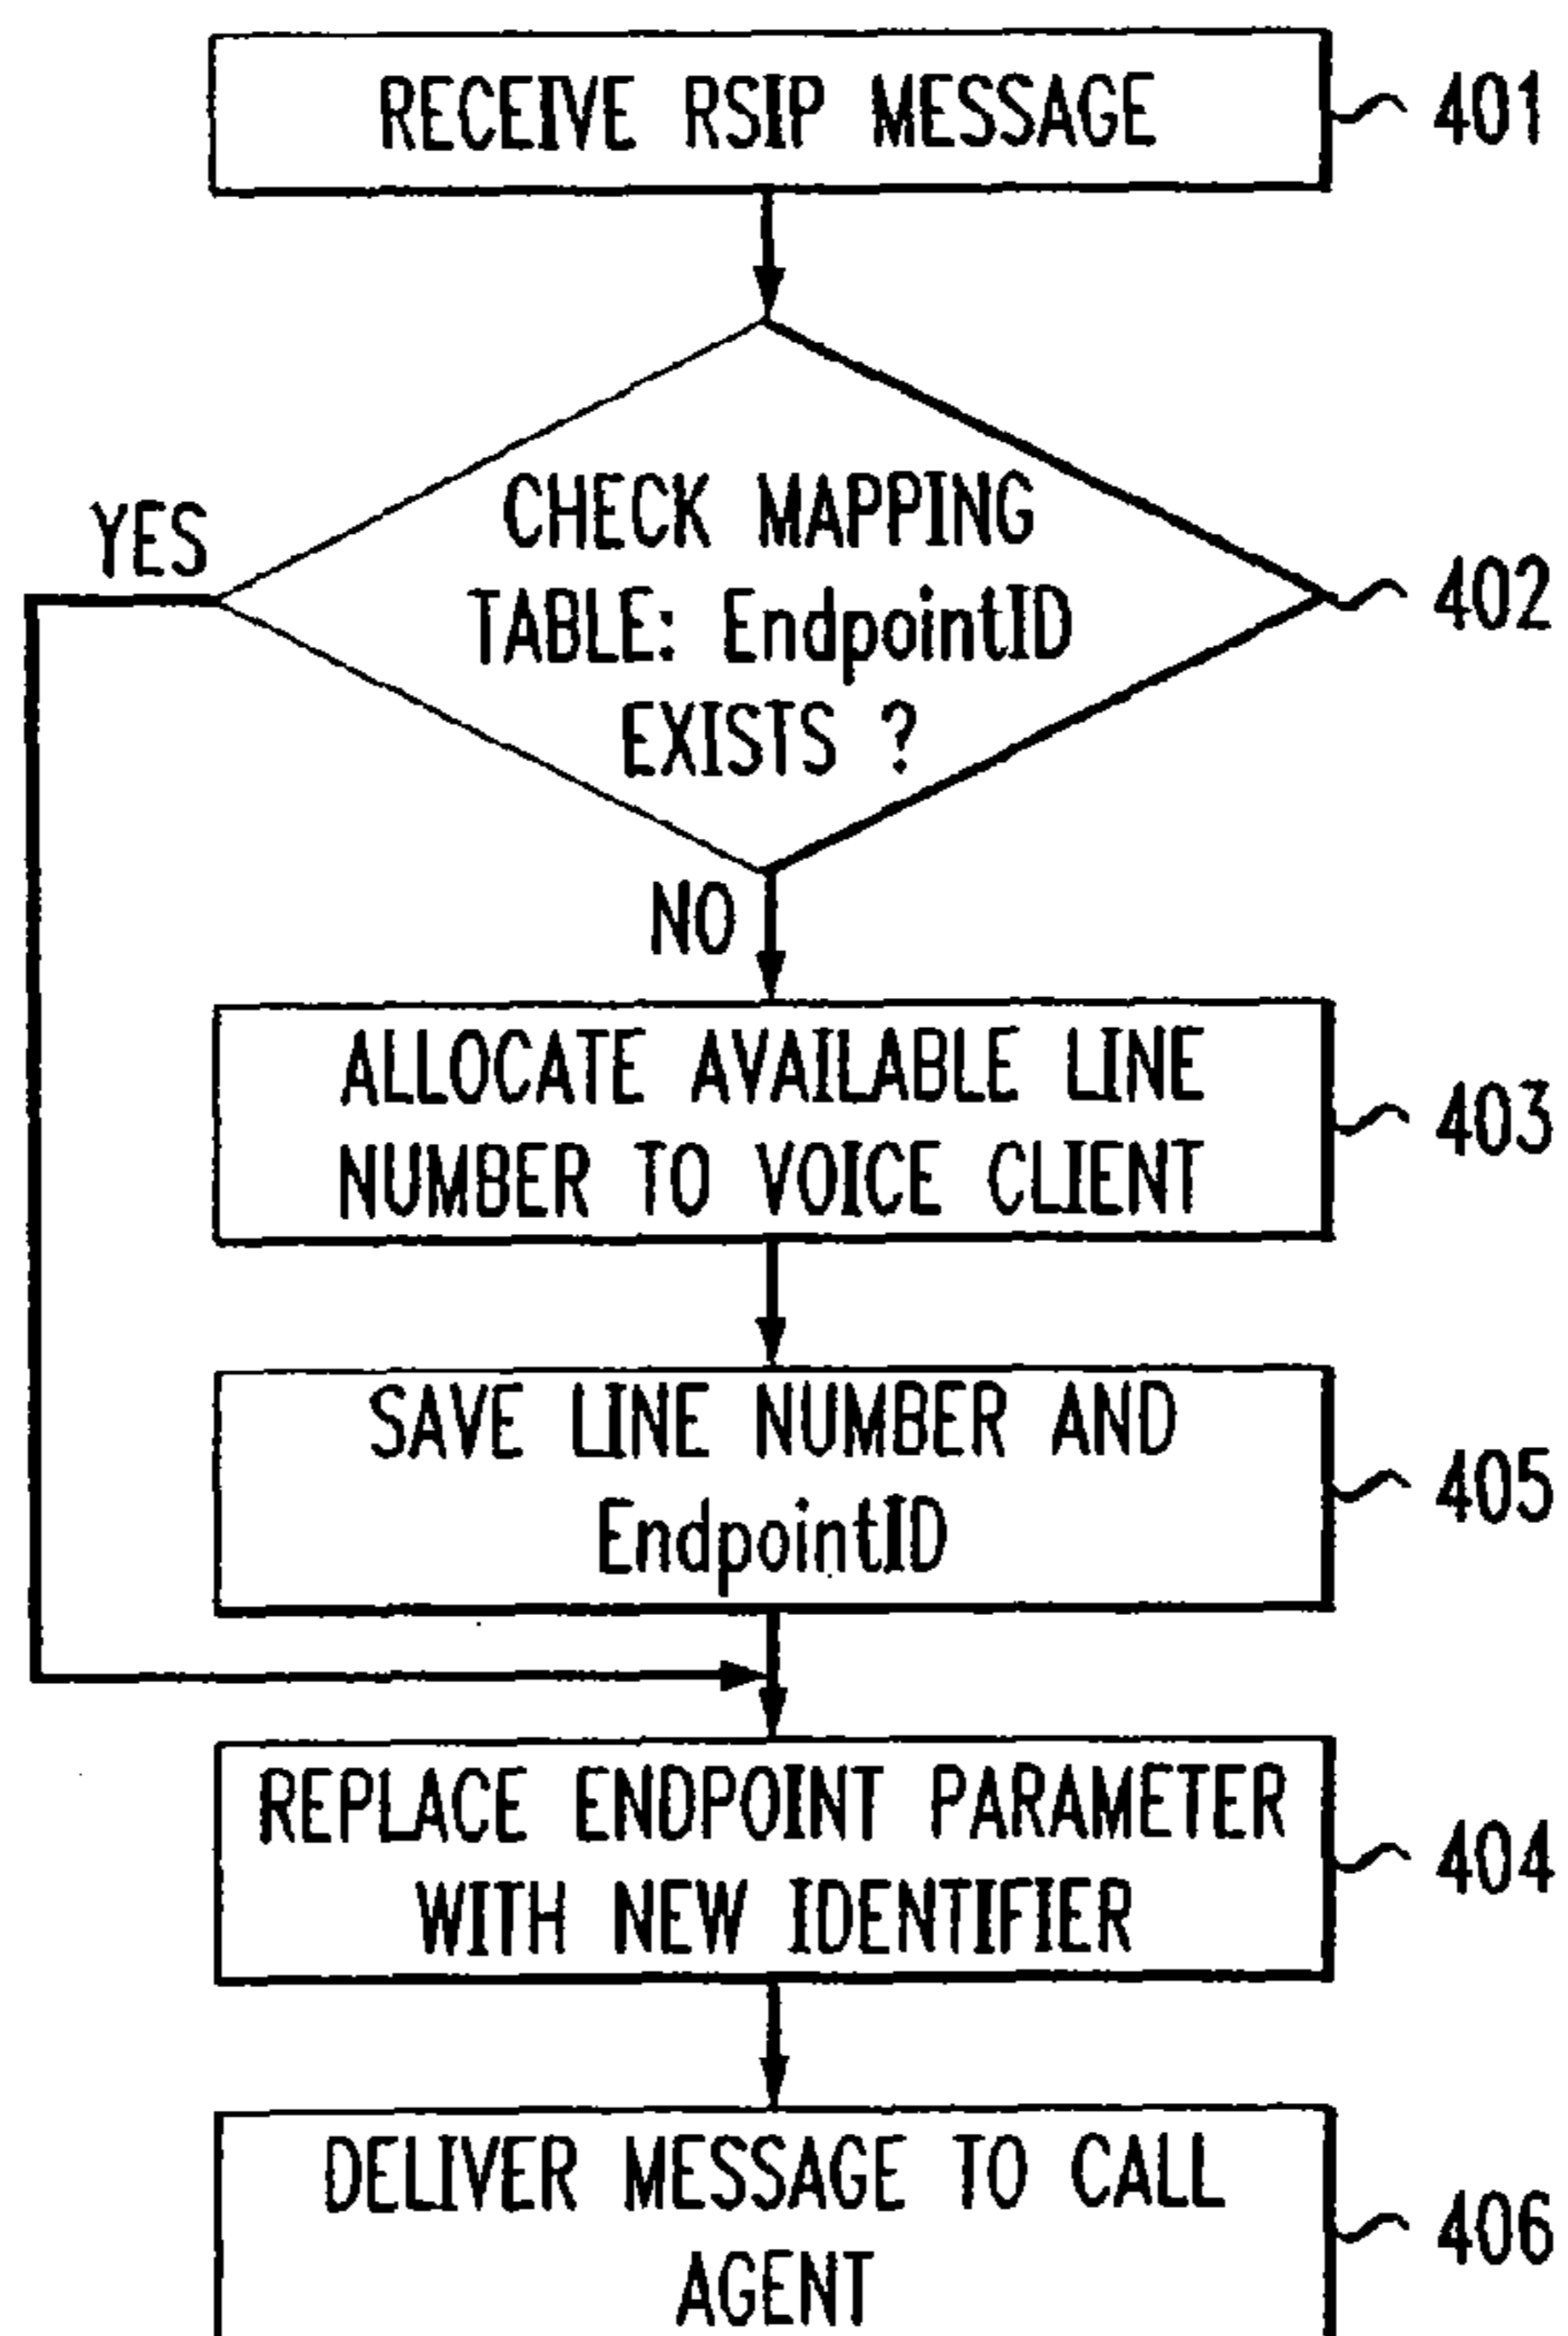 RECEIVE RSIP MESSAGE
401
CHECK MAPPING
TABLE: EndpointID
EXISTS ?
402
YES
NO
ALLOCATE AVAILABLE LINE
NUMBER TO VOICE CLIENT
403
SAVE LINE NUMBER AND
EndpointID
405
REPLACE ENDPOINT PARAMETER
WITH NEW IDENTIFIER
404
DELIVER MESSAGE TO CALL
AGENT
406